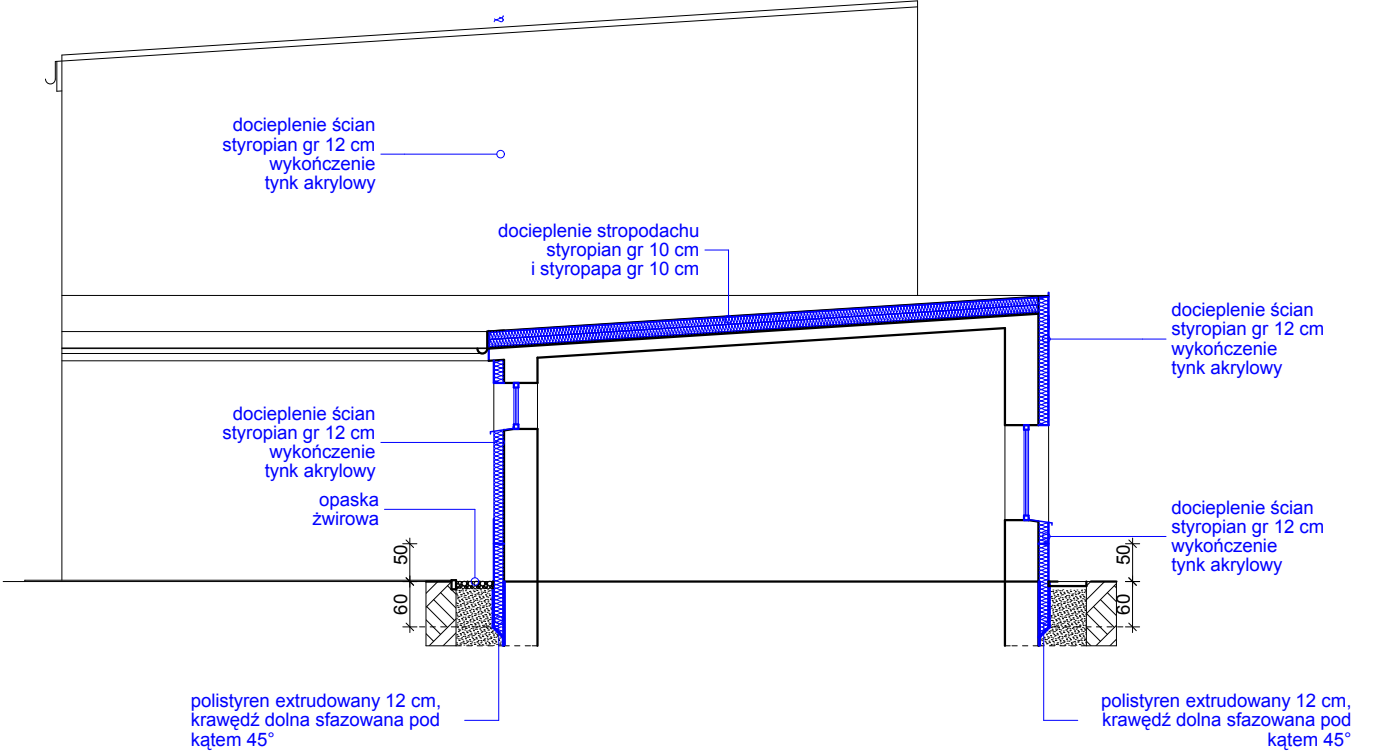 docieplenie ścian
styropian gr 12 cm
wykończenie
tynk akrylowy
docieplenie stropodachu
styropian gr 10 cm
i styropapa gr 10 cm
docieplenie ścian
styropian gr 12 cm
wykończenie
tynk akrylowy
docieplenie ścian
styropian gr 12 cm
wykończenie
tynk akrylowy
opaska
żwirowa
docieplenie ścian
styropian gr 12 cm
wykończenie
tynk akrylowy
50
60
50
60
polistyren extrudowany 12 cm,
krawędź dolna sfazowana pod
kątem 45°
polistyren extrudowany 12 cm,
krawędź dolna sfazowana pod
kątem 45°